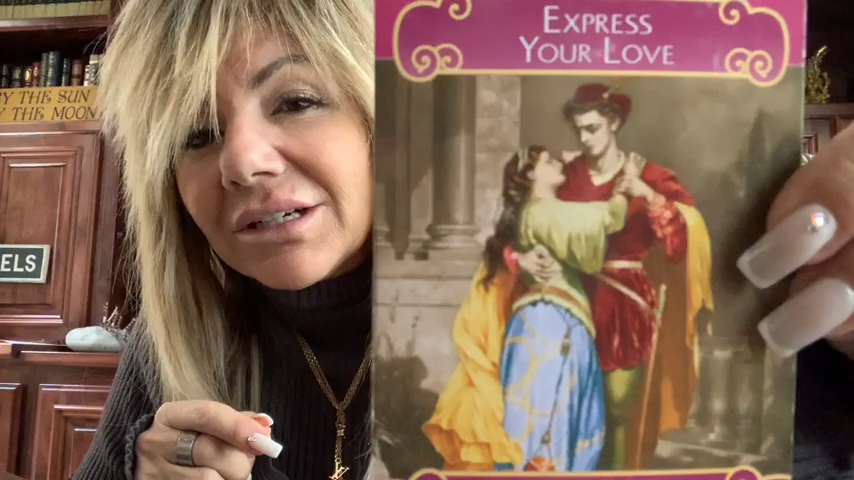 EXPRESS
YOUR LOVE
Y THE SUN
Y THE MOON
ELS